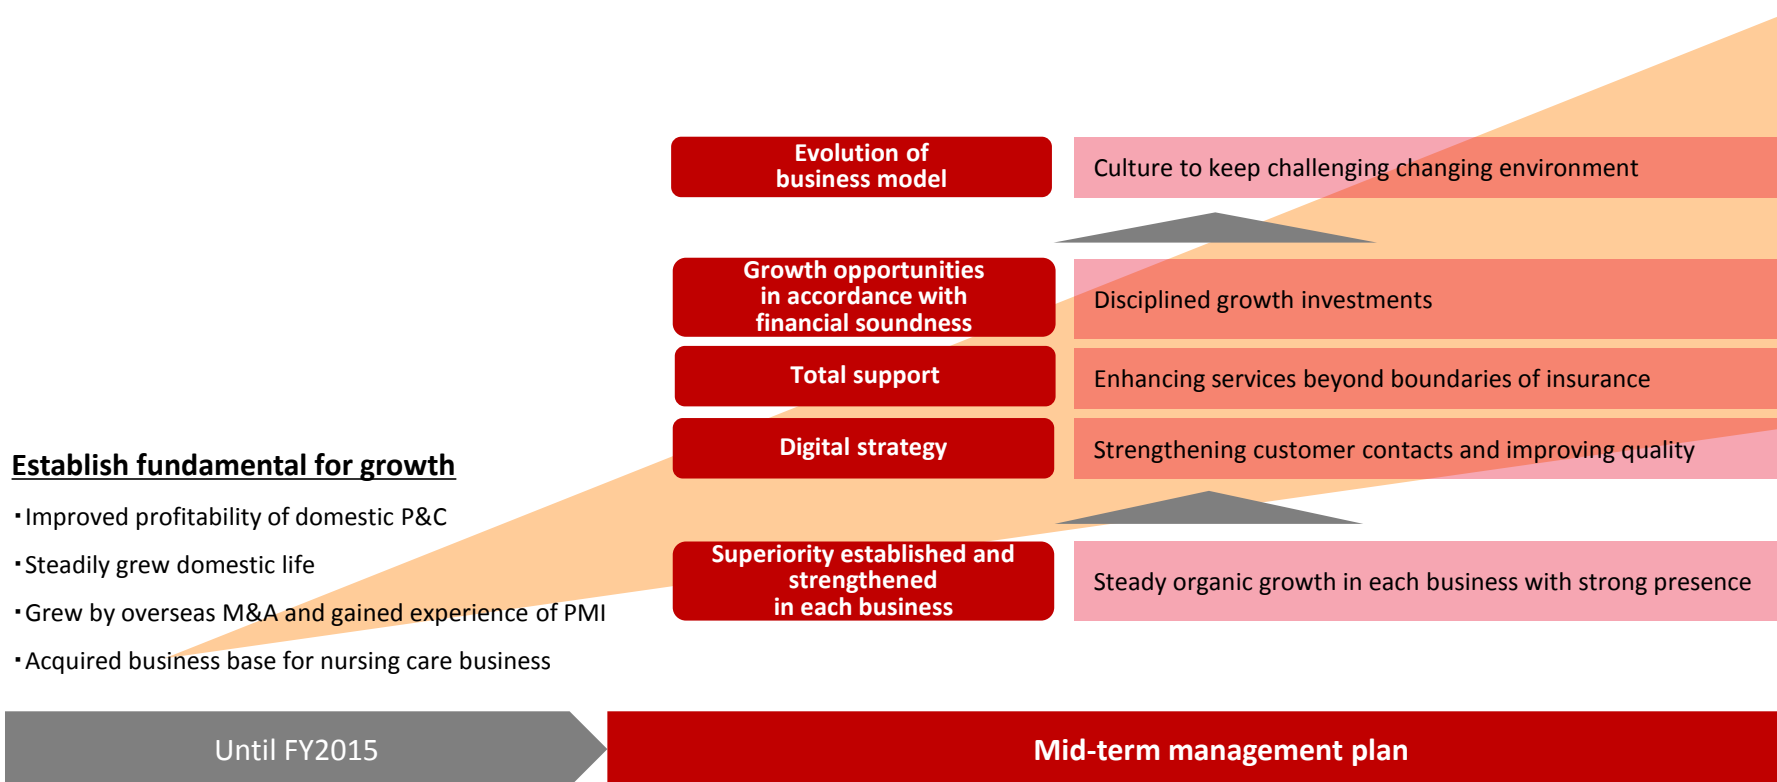 Evolution of
business model
Culture to keep challenging changing environment
Growth opportunities
in accordance with
financial soundness
Disciplined growth investments
Total support
Enhancing services beyond boundaries of insurance
Digital strategy
Strengthening customer contacts and improving quality
Establish fundamental for growth
・Improved profitability of domestic P&C
・Steadily grew domestic life
・Grew by overseas M&A and gained experience of PMI
・Acquired business base for nursing care business
Superiority established and
strengthened
in each business
Steady organic growth in each business with strong presence
Until FY2015
Mid-term management plan